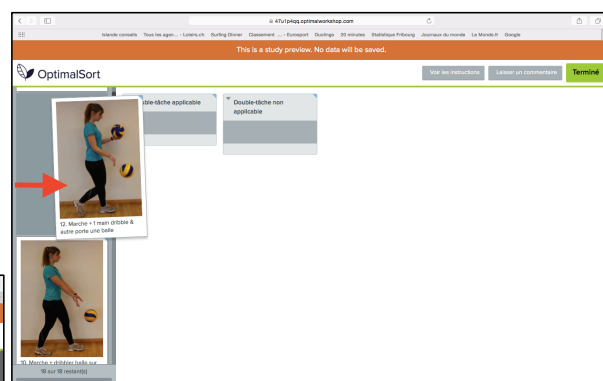 47u1p4qq.optimalworkshop.com
Islande conseils Tous les agen... - Loisirs.ch Surfing Dinner Classement ... - Eurosport Duolingo 20 minutes Statistique Fribourg Journaux du monde Le Monde.fr Google
This is a study preview. No data will be saved.
OptimalSort
Voir les instructions
Laisser un commentaire
Terminé
ble-tâche applicable
Double-tâche non
applicable
12. Marche + 1 main dribble &
autre porte une belle
10. Marche + dribbler balle sur
18 sur 18 restant(s)